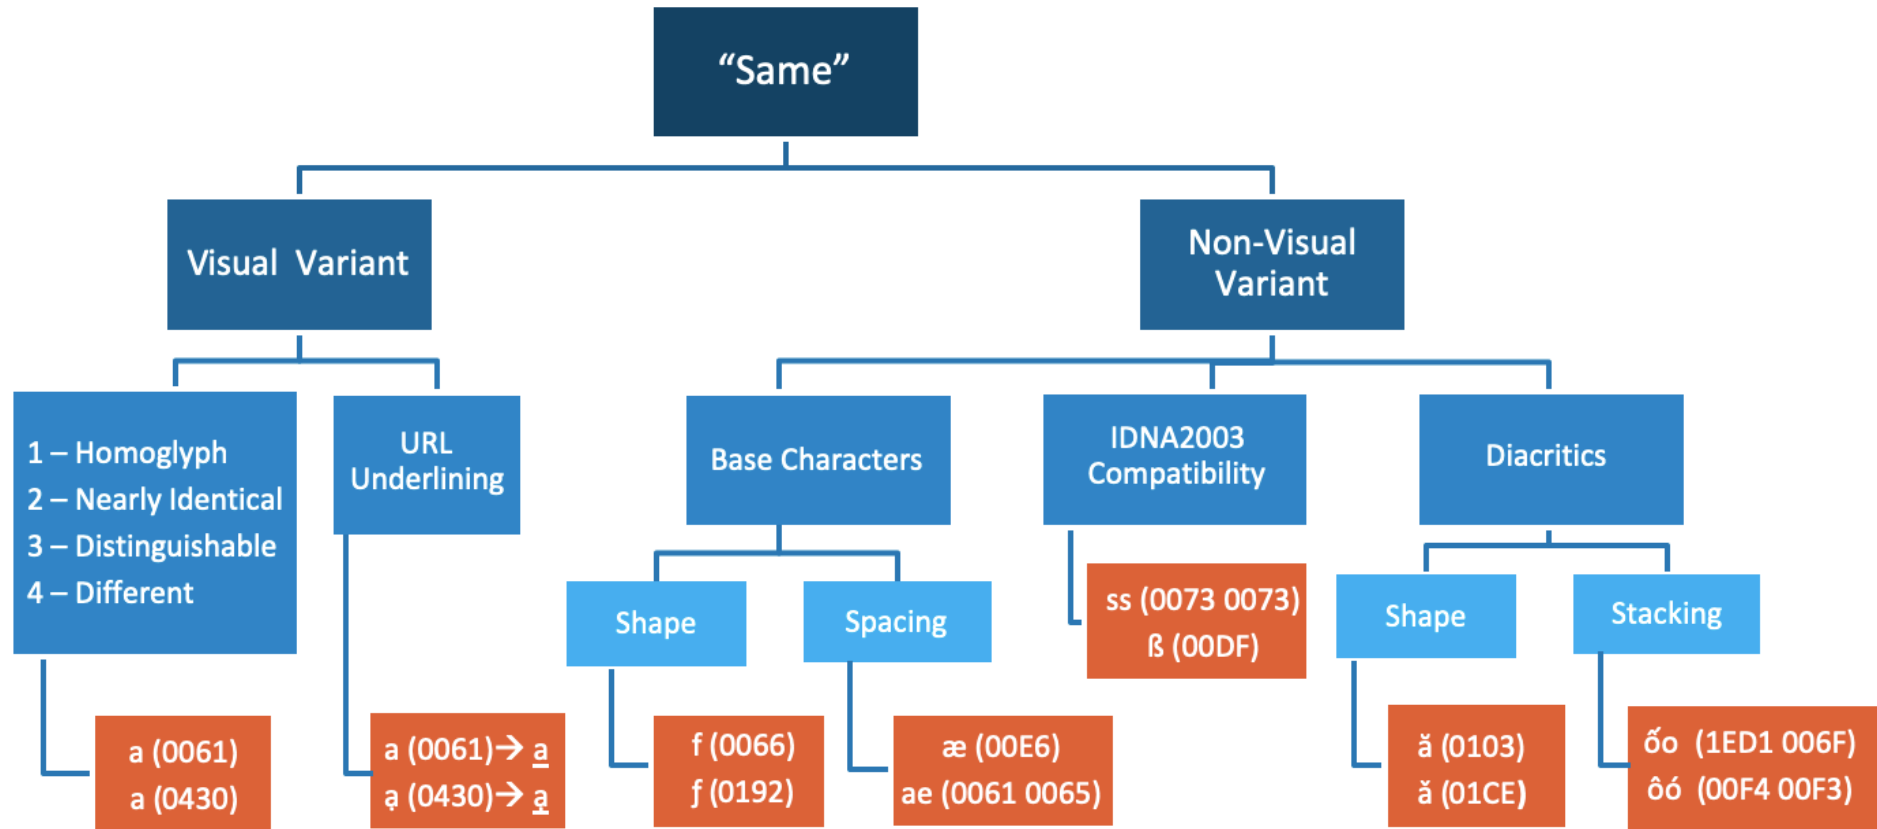 “Same”
Visual Variant
Non-Visual
Variant
1 – Homoglyph
2 – Nearly Identical
3 – Distinguishable
4 – Different
URL
Underlining
Base Characters
IDNA2003
Compatibility
Diacritics
Shape
Spacing
ss (0073 0073)
ß (00DF)
Shape
Stacking
a (0061)
а (0430)
a (0061)→ a
ạ (0430)→ ạ
f (0066)
ƒ (0192)
æ (00E6)
ae (0061 0065)
ă (0103)
ǎ (01CE)
ốo (1ED1 006F)
ôó (00F4 00F3)